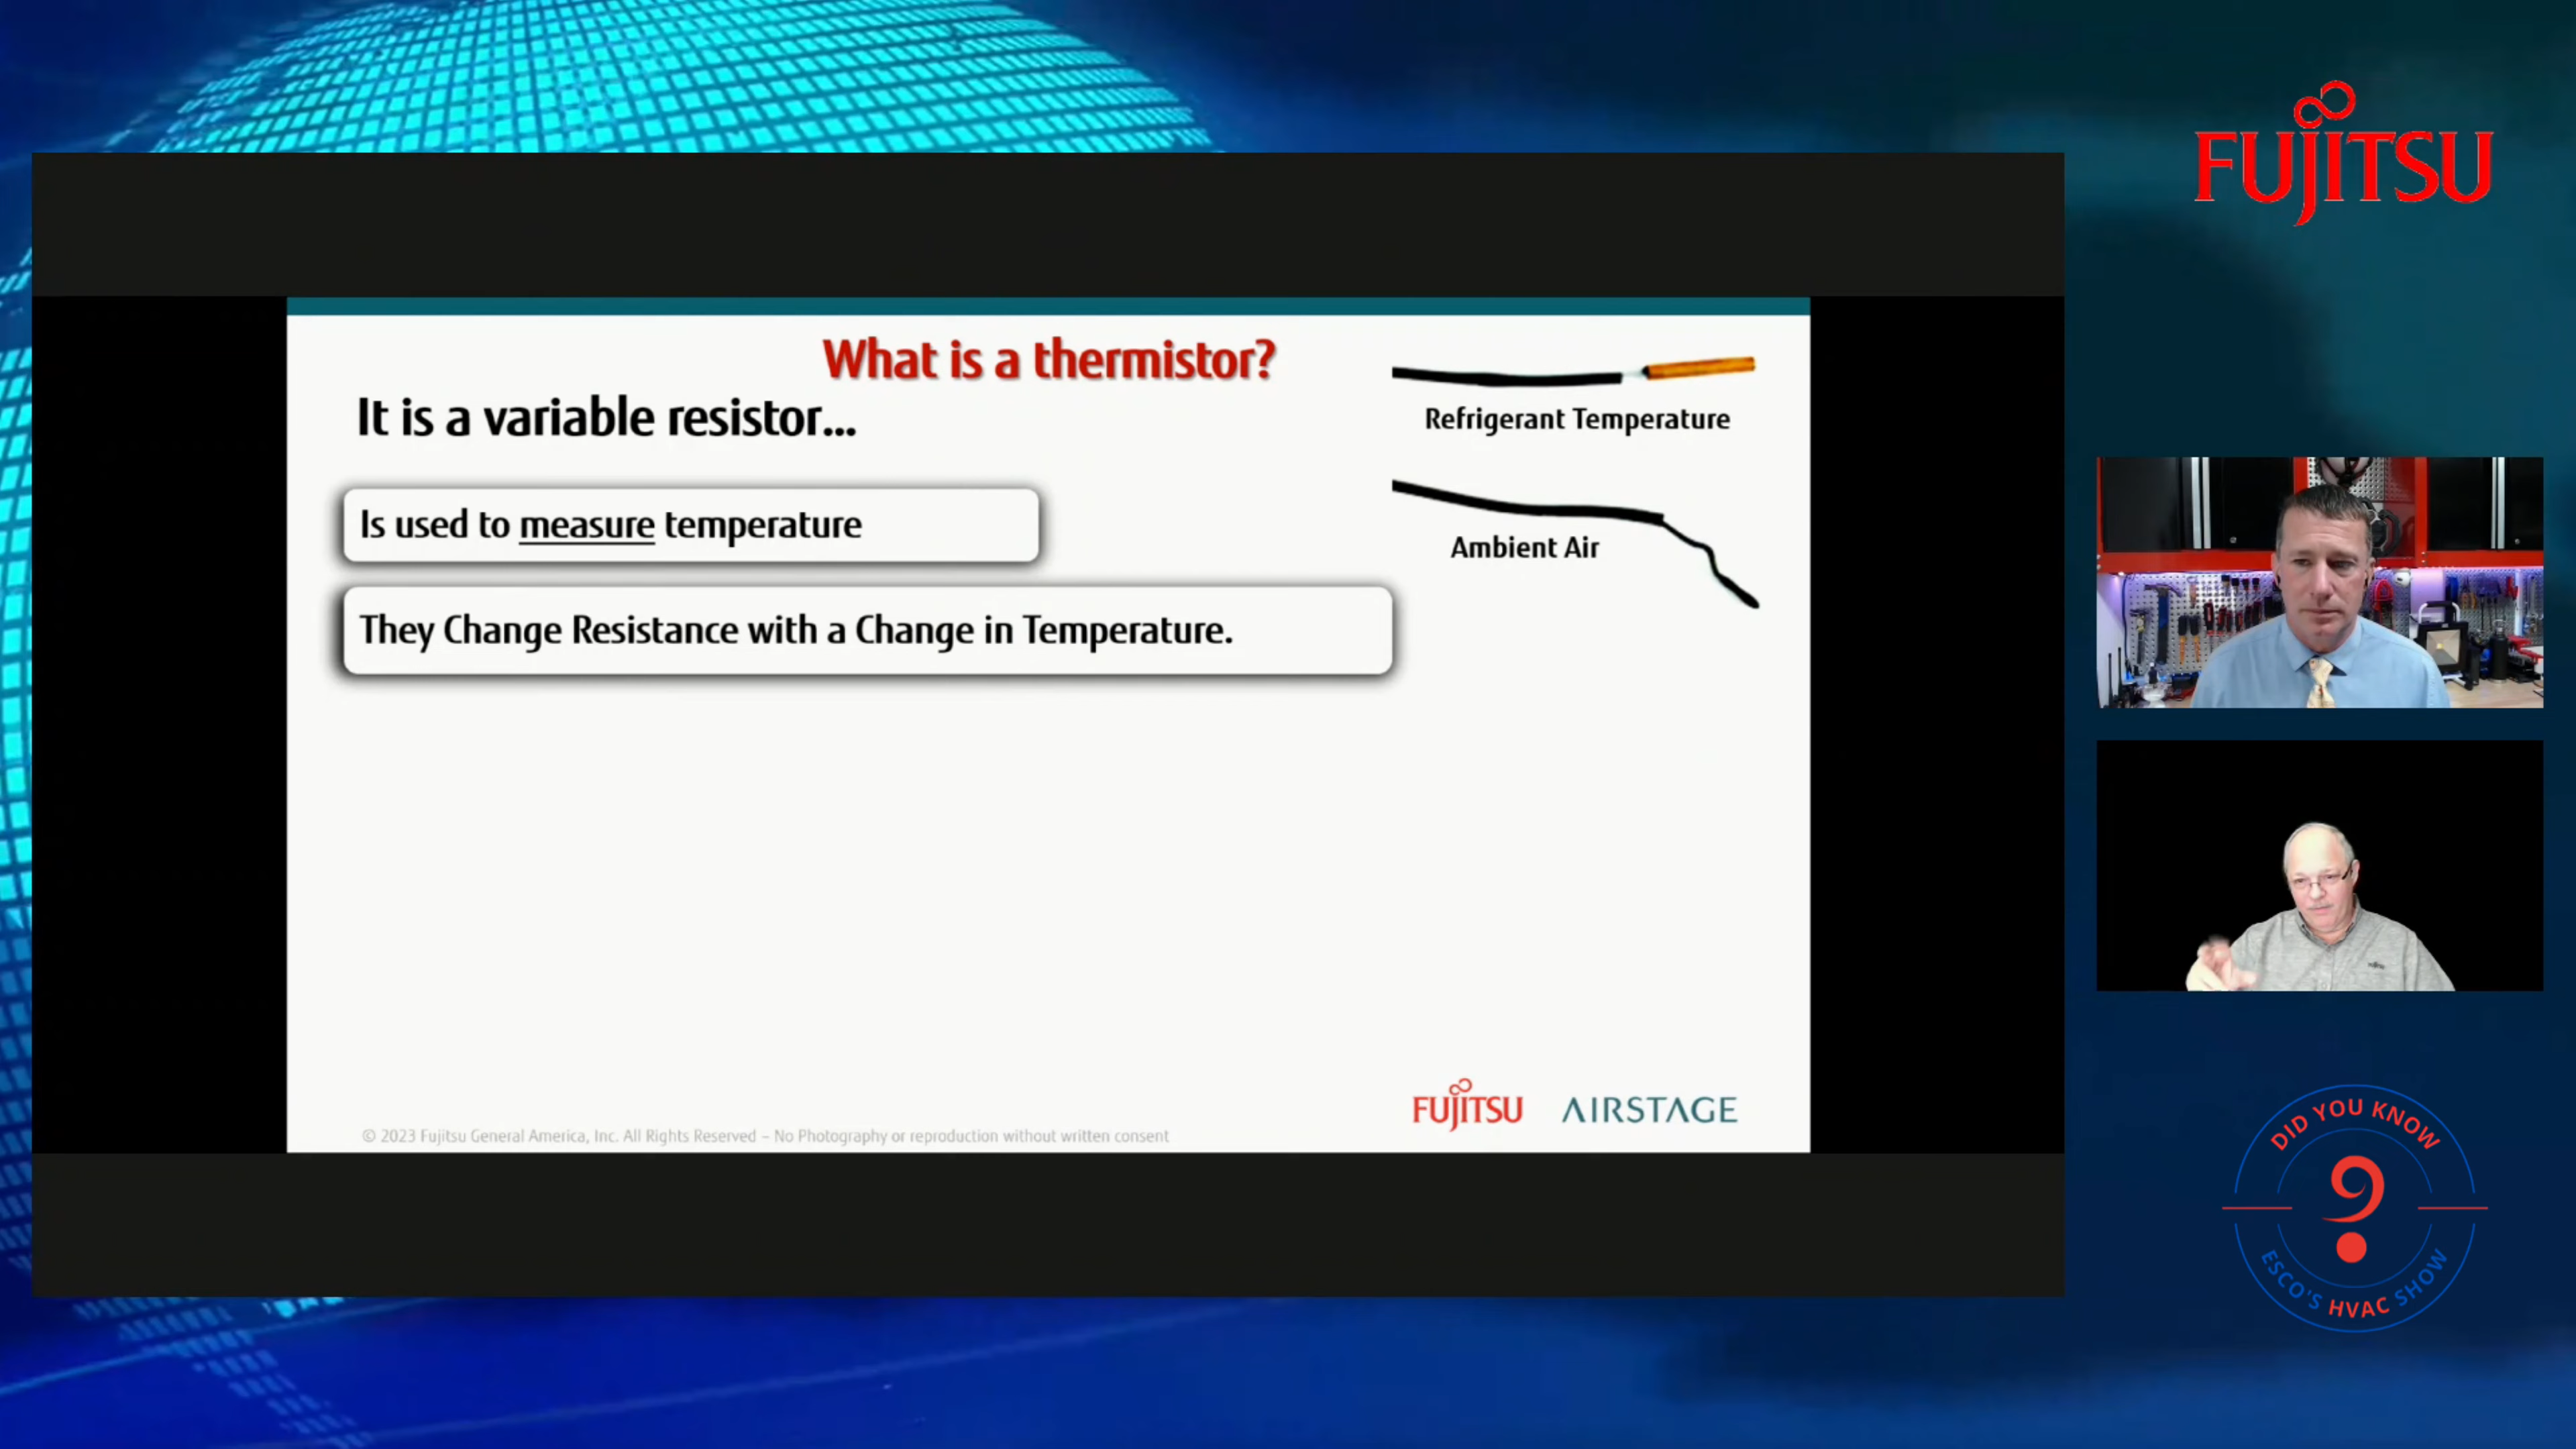 FUJITSU
What is a thermistor?
It is a variable resistor...
Refrigerant Temperature
Is used to measure temperature
Ambient Air
They Change Resistance with a Change in Temperature.
FUJITSU AIRSTAGE
© 2023 Fujitsu General America, Inc. All Rights Reserved – No Photography or reproduction without written consent
DID YOU KNOW
?
ESCO'S HVAC SHOW